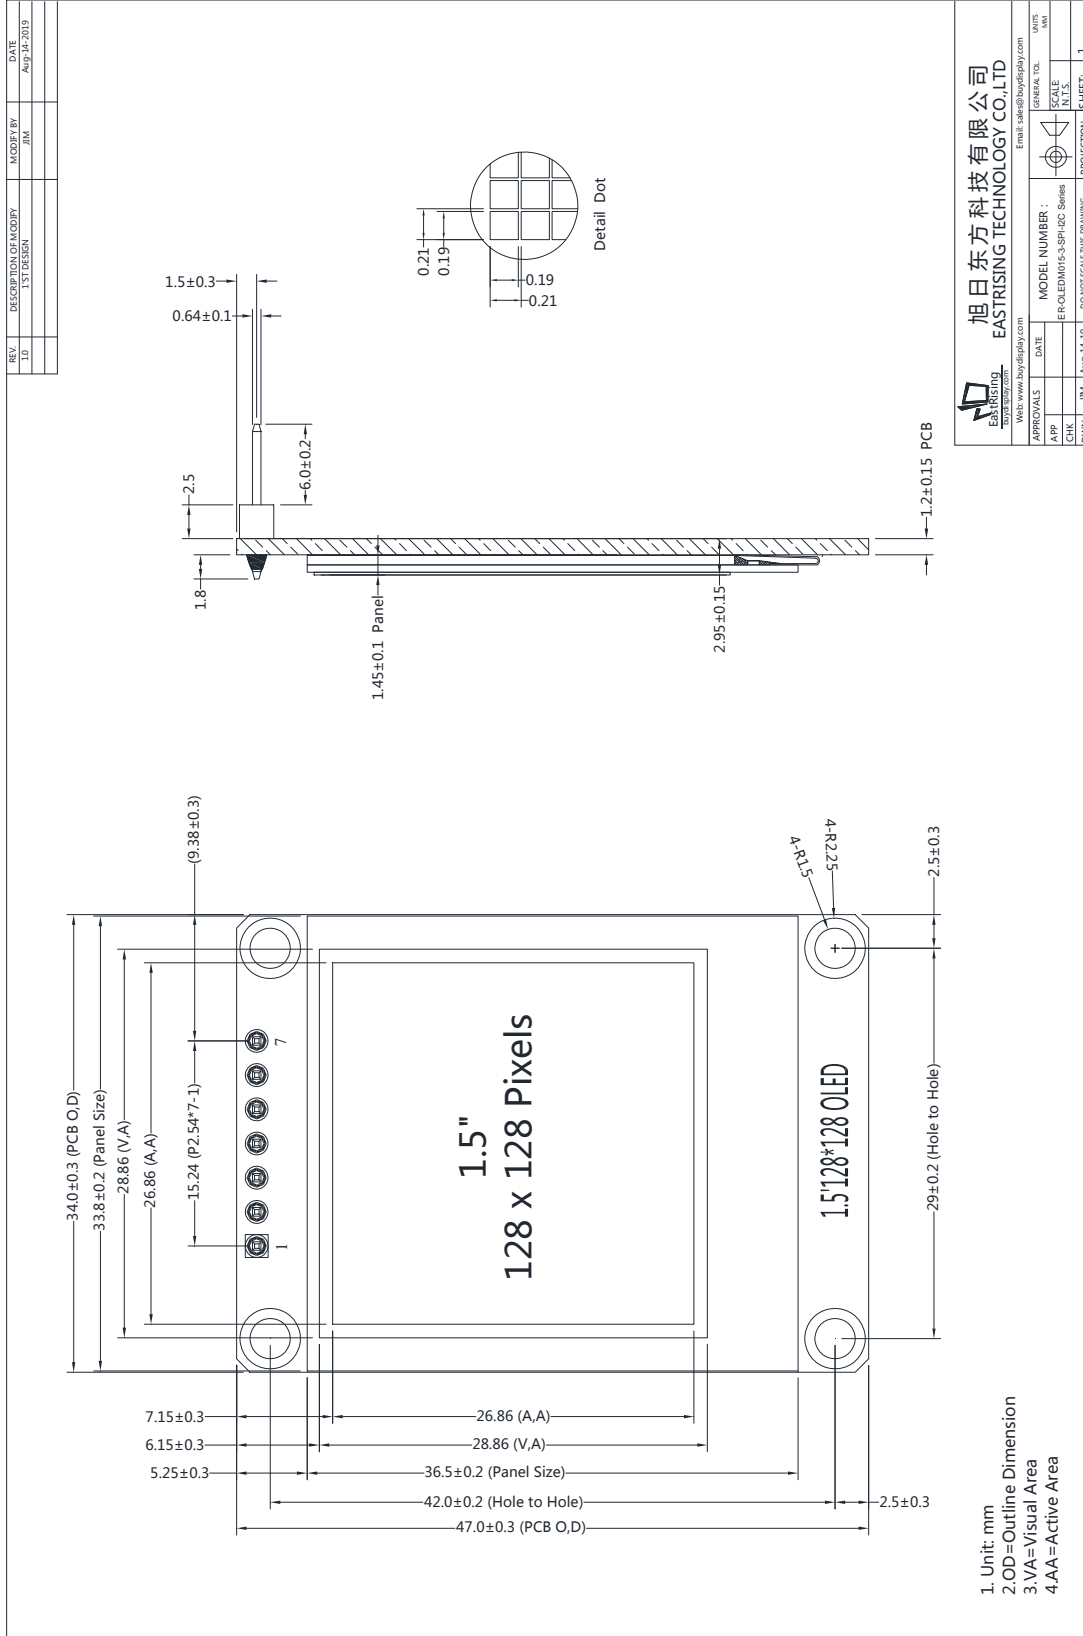 REV.
DESCRIPTION OF MODIFY
MODIFY BY
DATE
1.0
1'ST DESIGN
JIM
Aug-14-2019
1.5±0.3
0.64±0.1
2.5
6.0±0.2
1.8
1.45±0.1 Panel
2.95±0.15
1.2±0.15 PCB
0.21
0.19
0.19
0.21
Detail Dot
34.0±0.3 (PCB O,D)
33.8±0.2 (Panel Size)
28.86 (V,A)
26.86 (A,A)
15.24 (P2.54*7-1)
(9.38±0.3)
1
7
1.5"
128 x 128 Pixels
1.5'128*128 OLED
4-R1.5
4-R2.25
2.5±0.3
29±0.2 (Hole to Hole)
7.15±0.3
26.86 (A,A)
6.15±0.3
28.86 (V,A)
5.25±0.3
36.5±0.2 (Panel Size)
42.0±0.2 (Hole to Hole)
2.5±0.3
47.0±0.3 (PCB O,D)
1. Unit: mm
2.OD=Outline Dimension
3.VA=Visual Area
4.AA=Active Area
EastRising
buydisplay.com
旭日东方科技有限公司
EASTRISING TECHNOLOGY CO.,LTD
Web: www.buydisplay.com
Email: sales@buydisplay.com
APPROVALS
DATE
MODEL NUMBER :
GENERAL TOL.
UNITS
MM
APP
ER-OLEDM015-3-SPI-I2C Series
SCALE:
N.T.S.
CHK